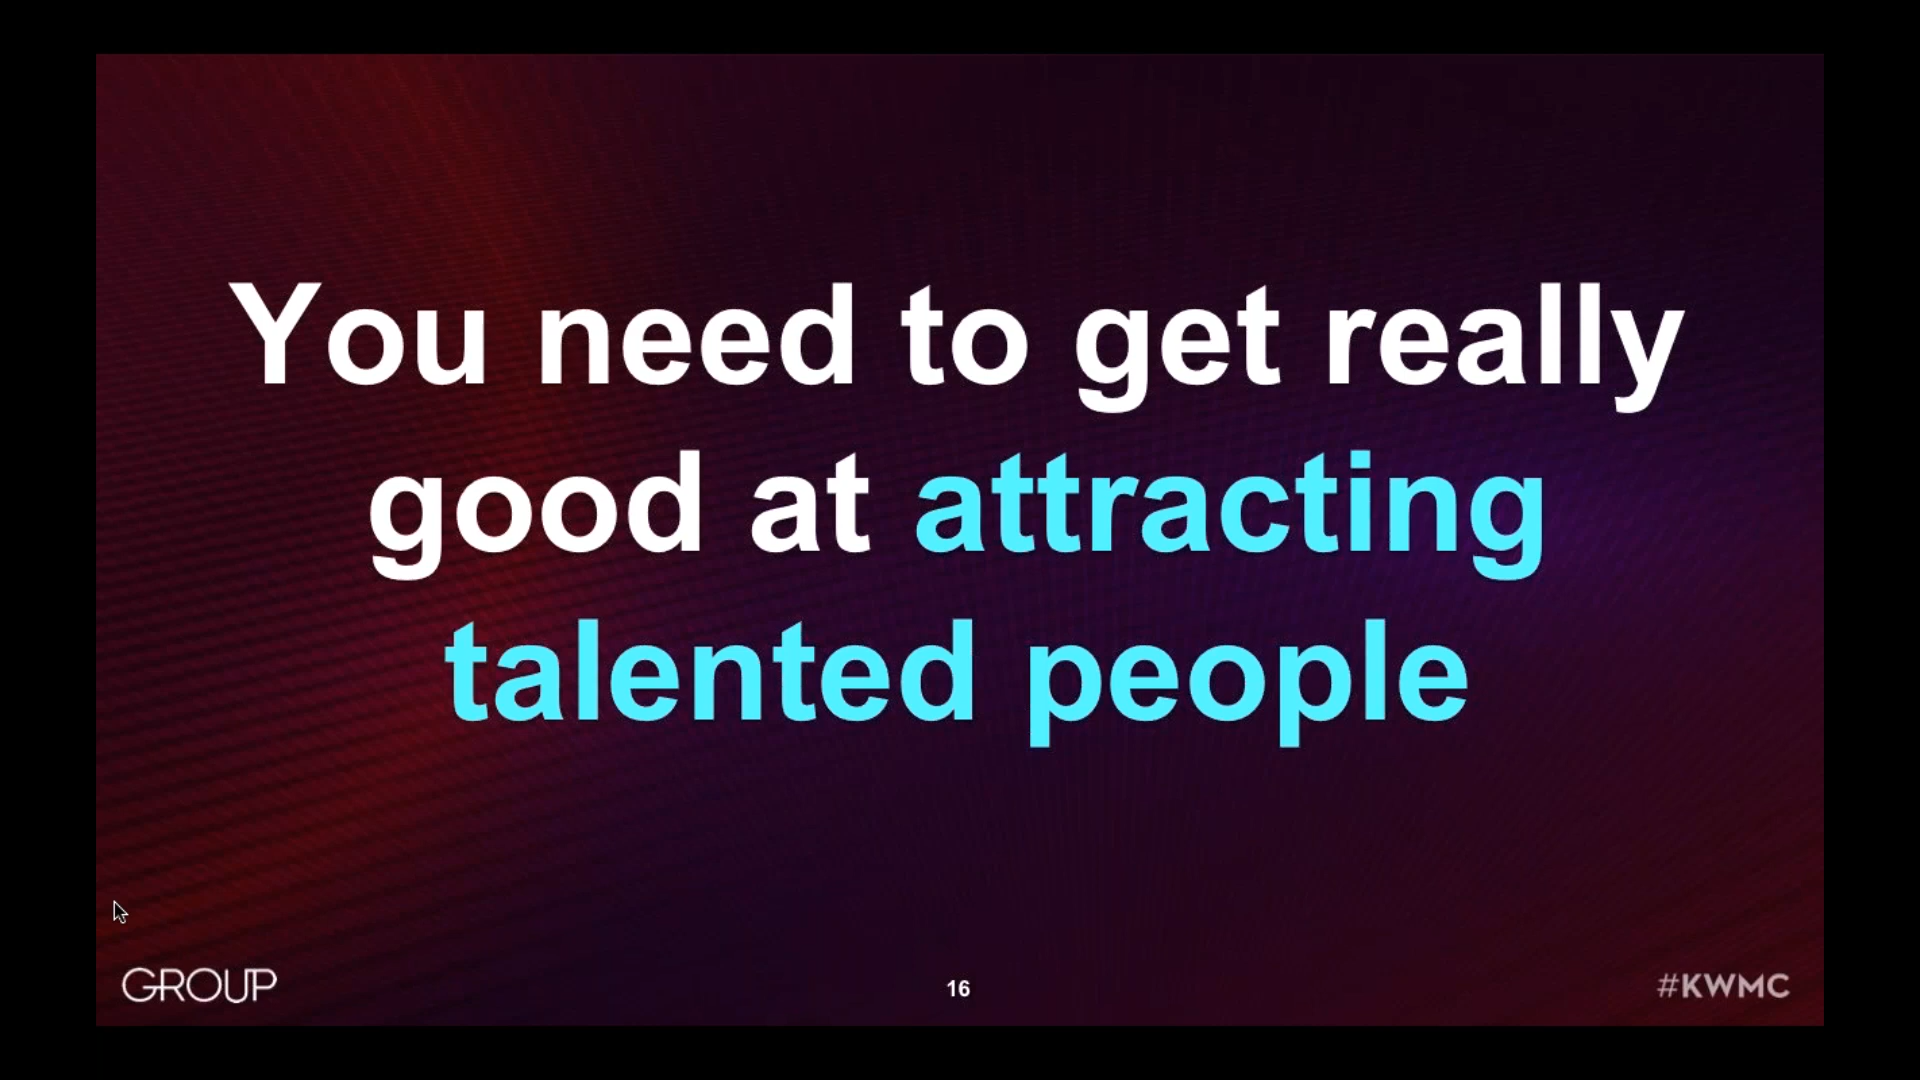 You need to get really
good at attracting
talented people
GROUP
16
#KWMC